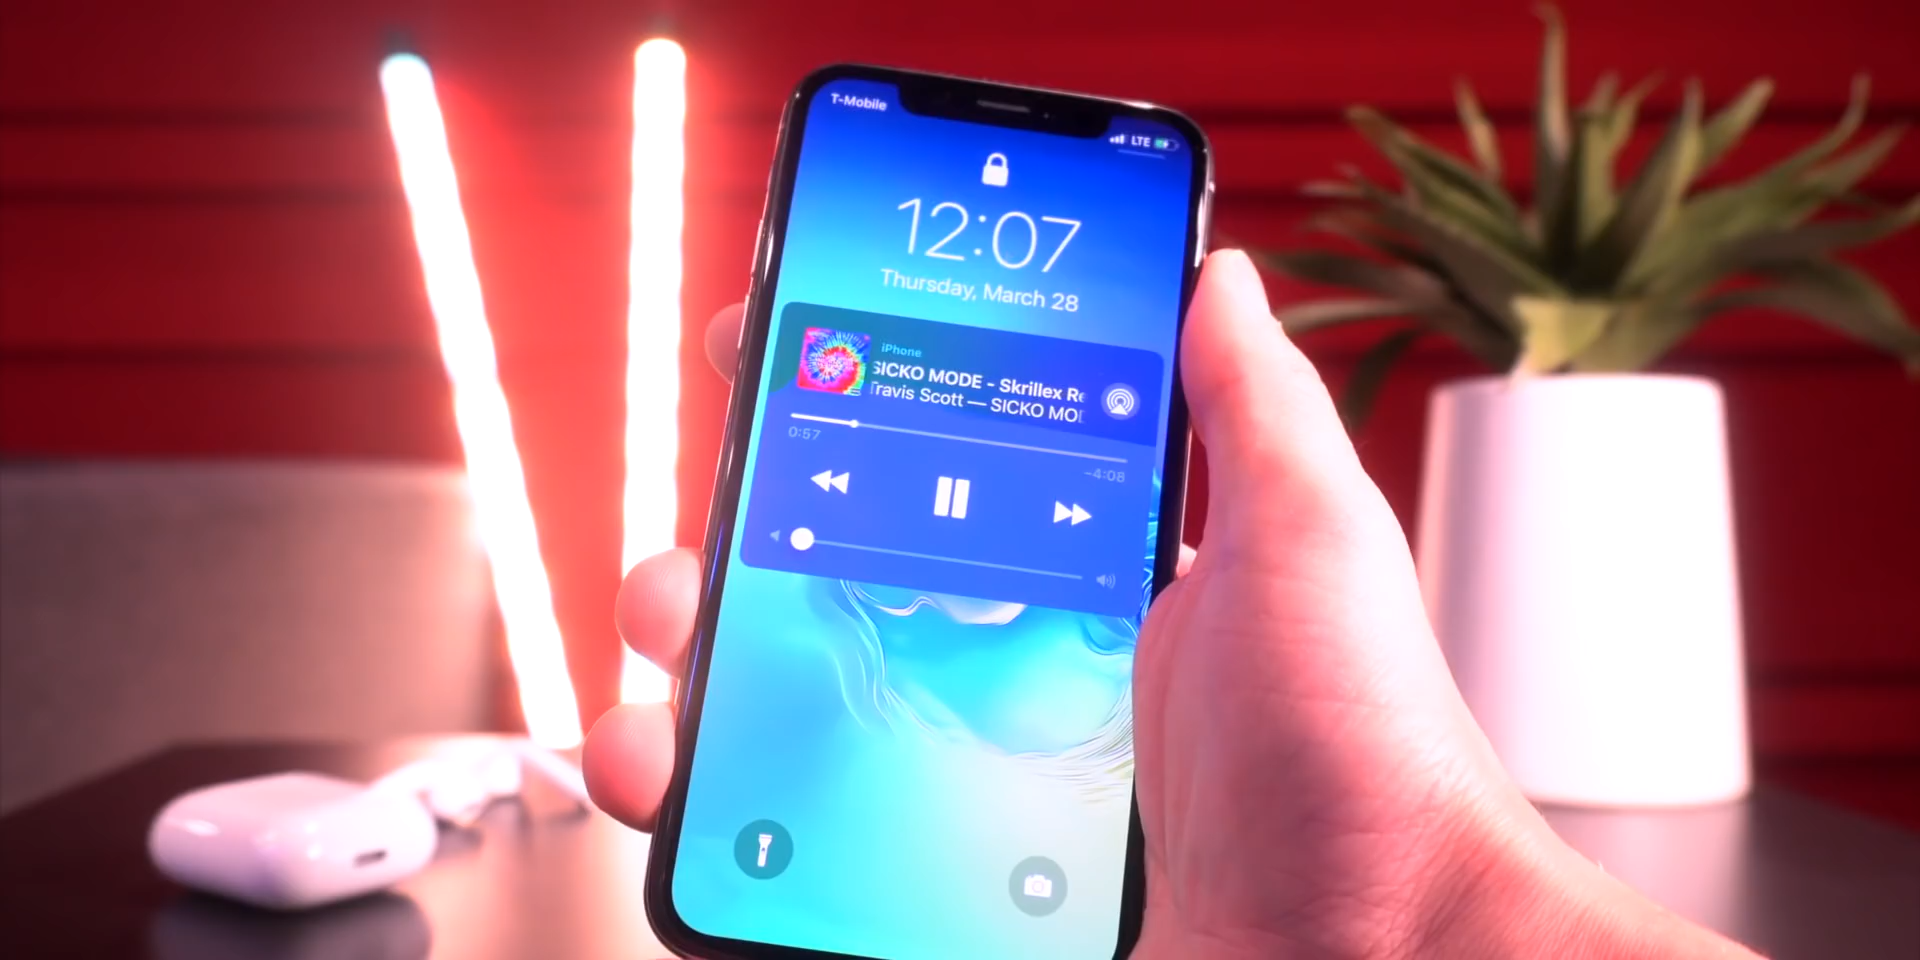 T-Mobile
LTE
12:07
Thursday, March 28
iPhone
SICKO MODE - Skrillex Re
Travis Scott — SICKO MO
0:57
-4:08